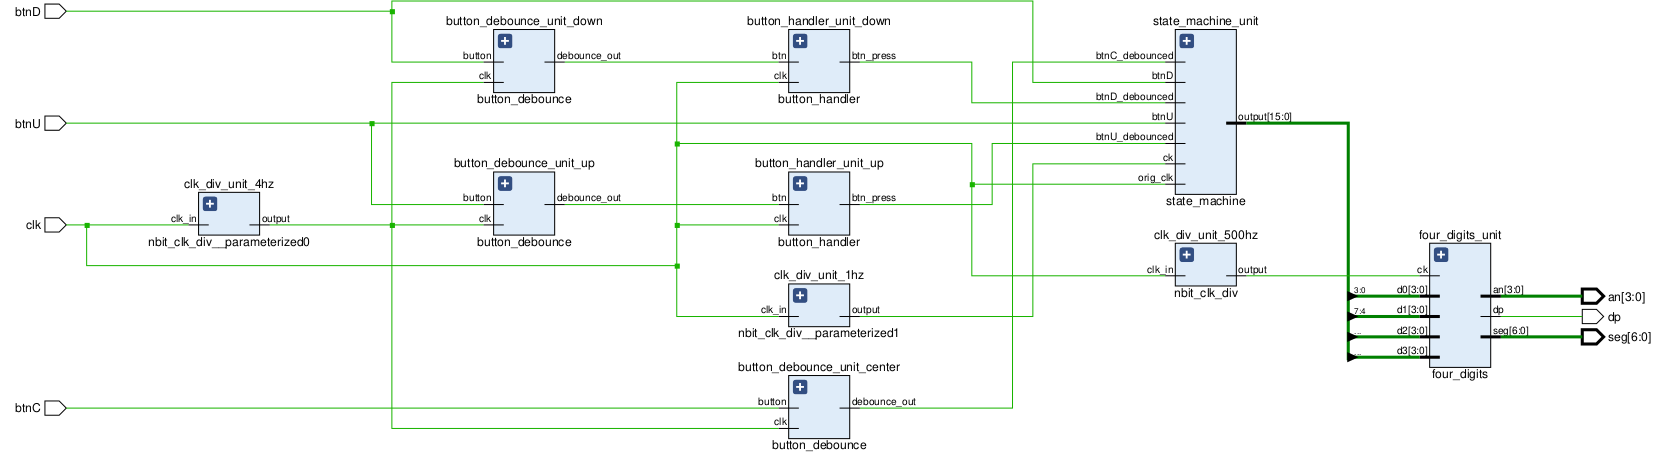 btnD
button_debounce_unit_down
button
clk
debounce_out
button_debounce
button_handler_unit_down
btn
clk
btn_press
button_handler
state_machine_unit
btnC_debounced
btnD
btnD_debounced
btnU
btnU_debounced
ck
orig_clk
output[15:0]
state_machine
btnU
button_debounce_unit_up
button
clk
debounce_out
button_debounce
button_handler_unit_up
btn
clk
btn_press
button_handler
clk
clk_div_unit_4hz
clk_in
output
nbit_clk_div__parameterized0
clk_div_unit_1hz
clk_in
output
nbit_clk_div__parameterized1
clk_div_unit_500hz
clk_in
output
nbit_clk_div
four_digits_unit
ck
3:0
d0[3:0]
7:4
d1[3:0]
...
d2[3:0]
...
d3[3:0]
an[3:0]
dp
seg[6:0]
four_digits
an[3:0]
dp
seg[6:0]
btnC
button_debounce_unit_center
button
clk
debounce_out
button_debounce